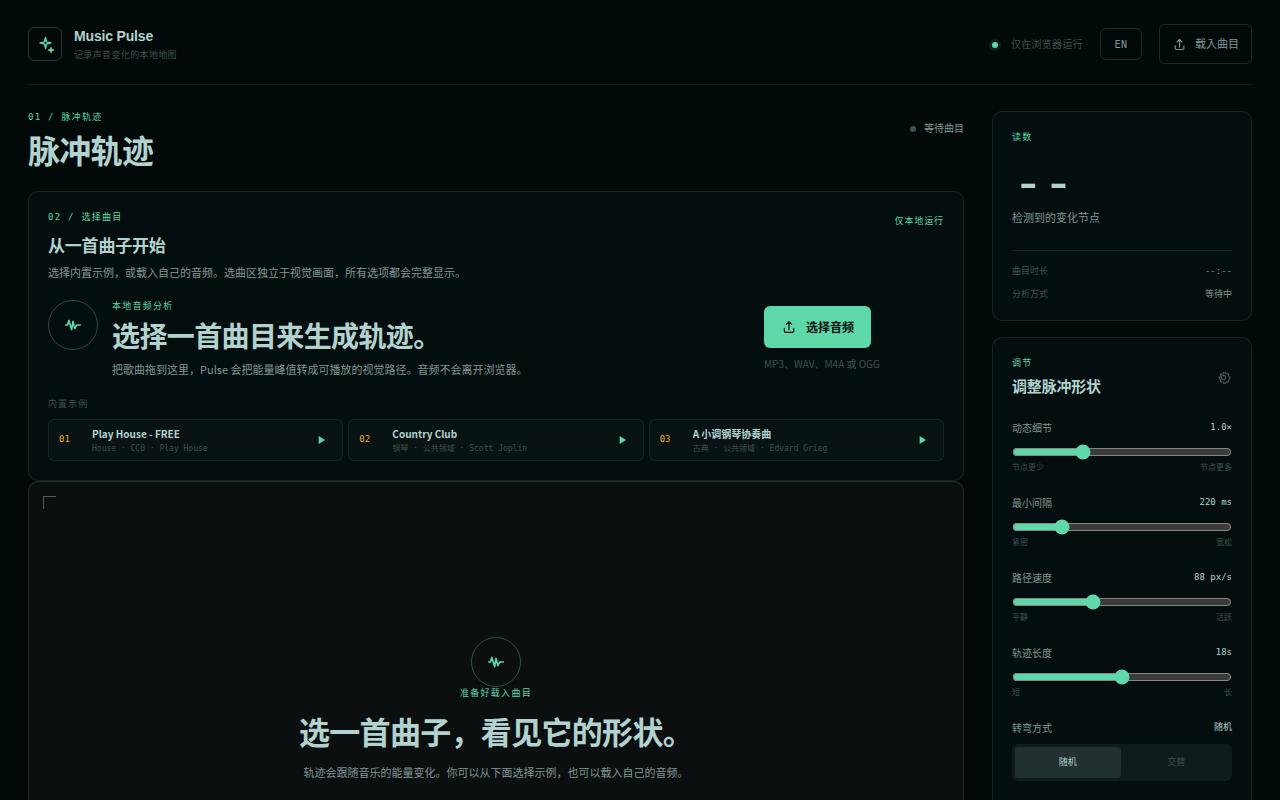 Music Pulse
记录声音变化的本地地图
仅在浏览器运行
EN
载入曲目
01 / 脉冲轨迹
脉冲轨迹
等待曲目
02 / 选择曲目
仅本地运行
从一首曲子开始
选择内置示例，或载入自己的音频。选曲区独立于视觉画面，所有选项都会完整显示。
本地音频分析
选择一首曲目来生成轨迹。
把歌曲拖到这里，Pulse 会把能量峰值转成可播放的视觉路径。音频不会离开浏览器。
选择音频
MP3、WAV、M4A 或 OGG
内置示例
01
Play House - FREE
House · CC0 · Play House
02
Country Club
钢琴 · 公共领域 · Scott Joplin
03
A 小调钢琴协奏曲
古典 · 公共领域 · Edvard Grieg
准备好载入曲目
选一首曲子，看见它的形状。
轨迹会跟随音乐的能量变化。你可以从下面选择示例，也可以载入自己的音频。
读数
--
检测到的变化节点
曲目时长
--:--
分析方式
等待中
调节
调整脉冲形状
动态细节
1.0×
节点更少
节点更多
最小间隔
220 ms
紧密
宽松
路径速度
88 px/s
平静
活跃
轨迹长度
18s
短
长
转弯方式
随机
随机
交替